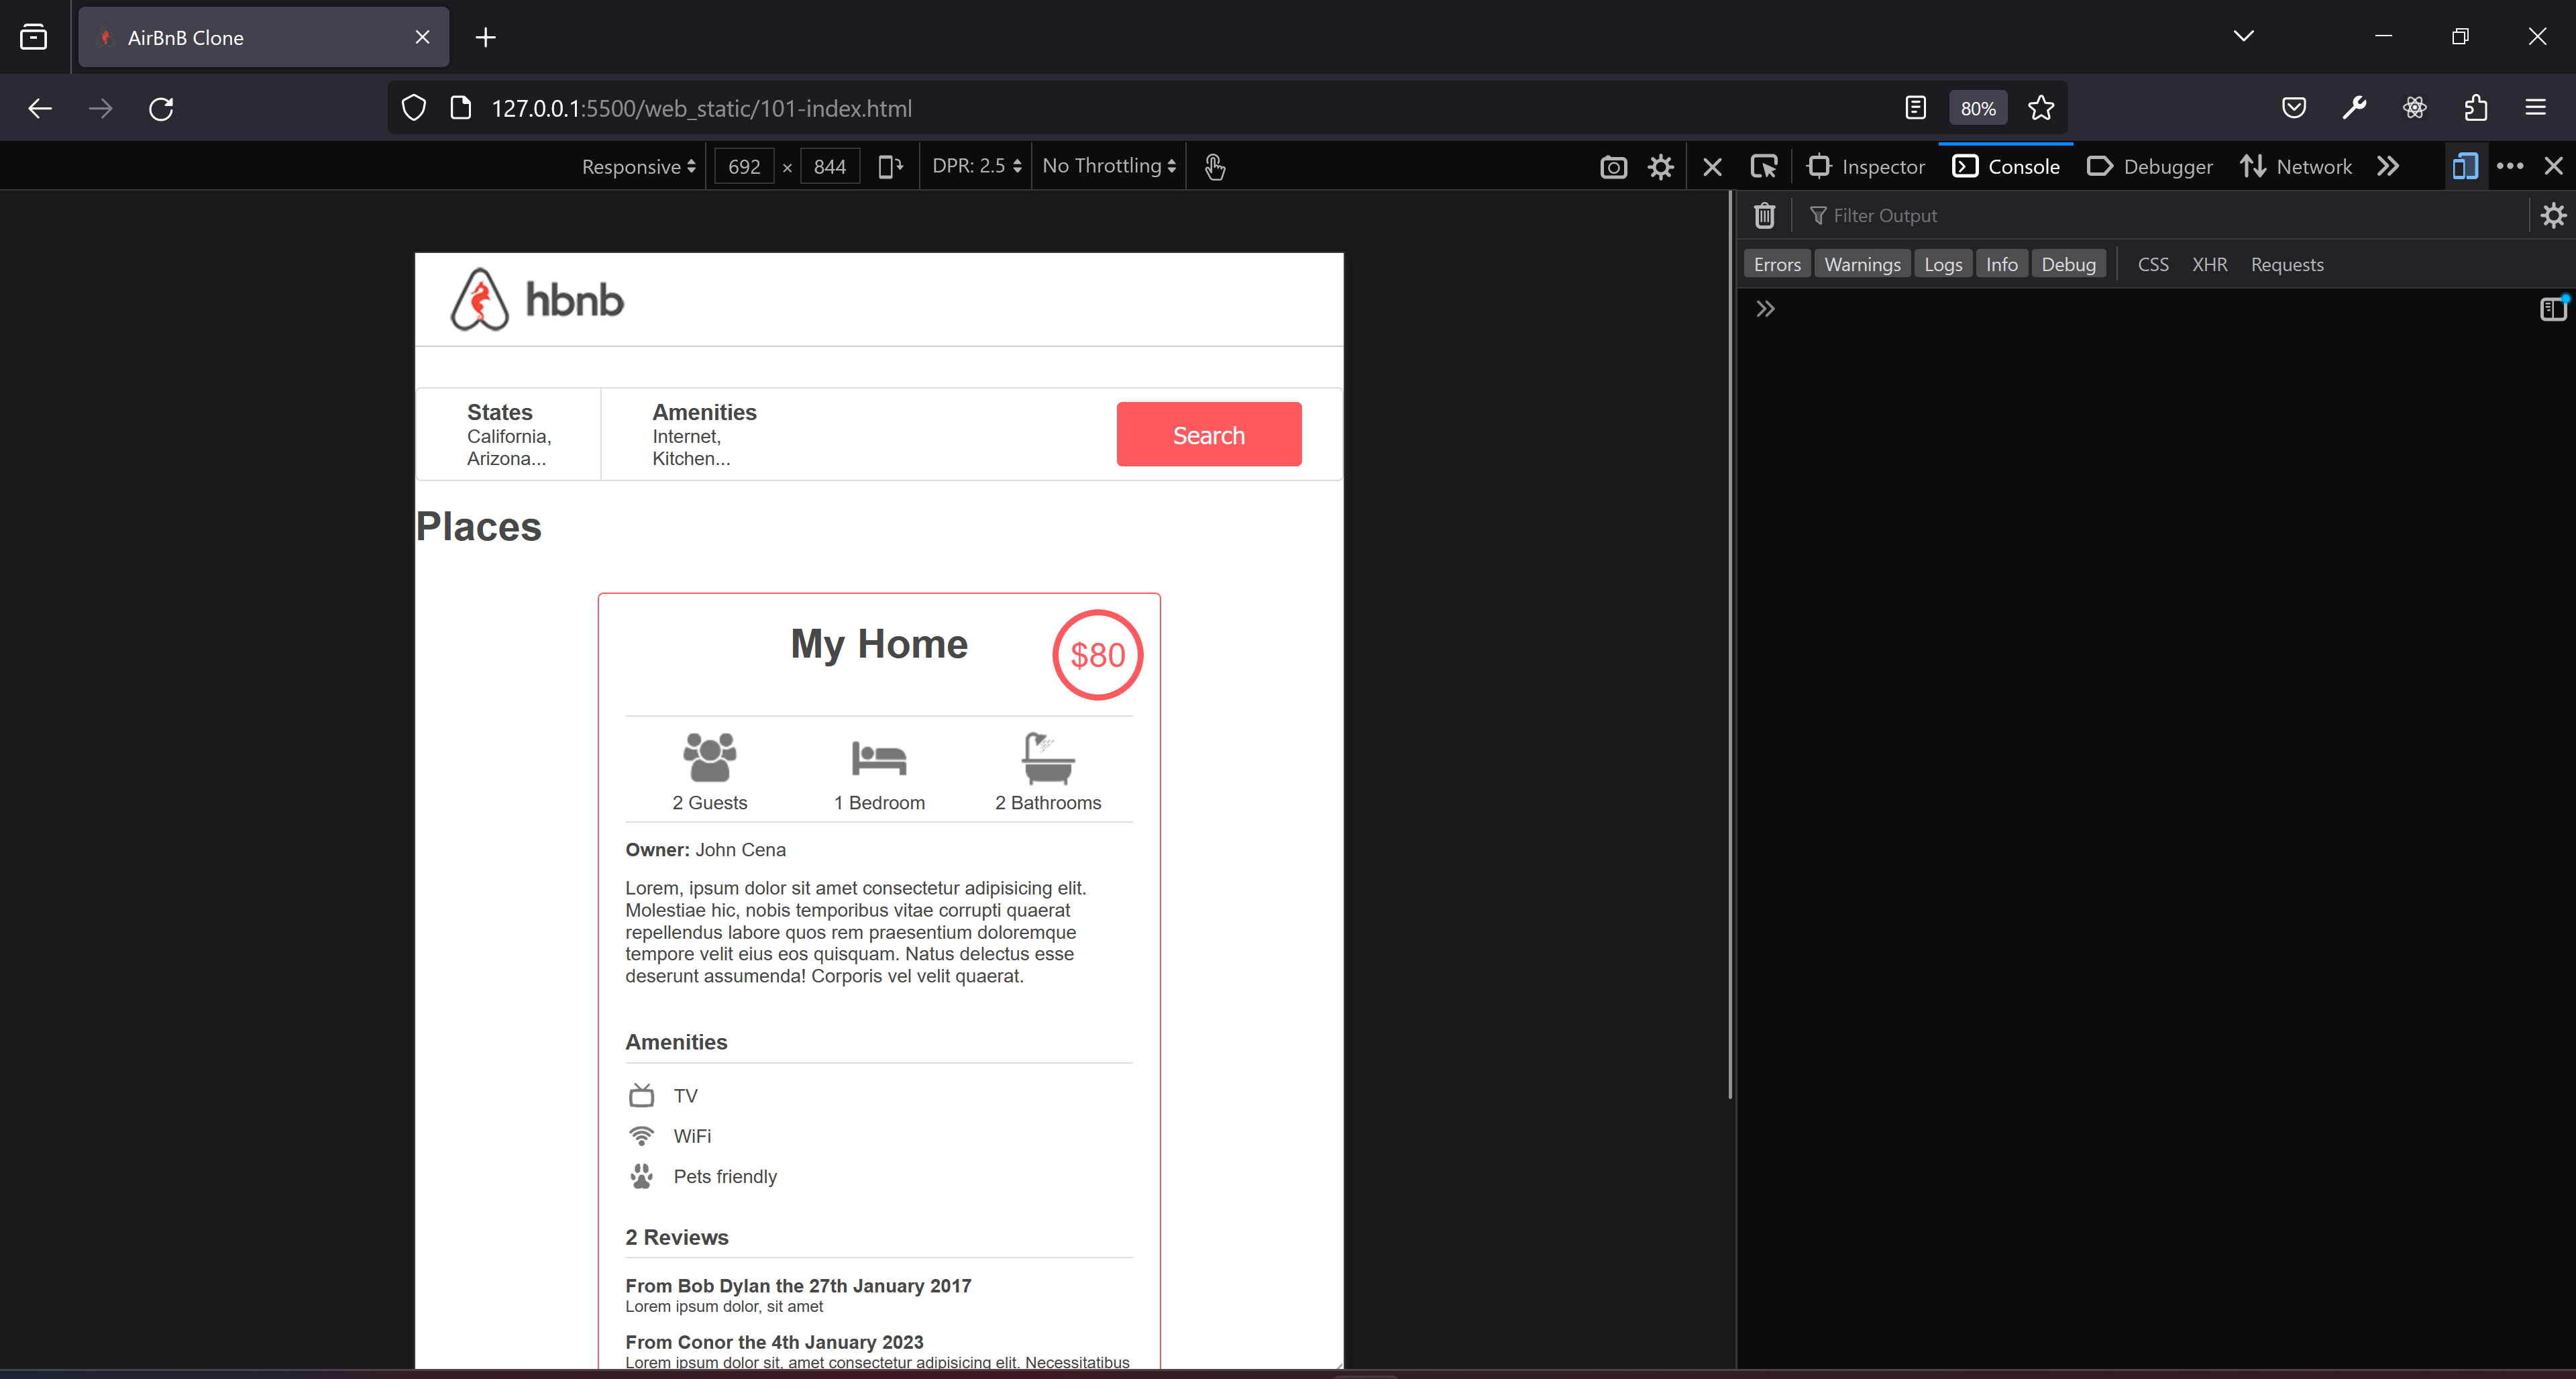 AirBnB Clone
127.0.0.1:5500/web_static/101-index.html
80%
Responsive 692 × 844 DPR: 2.5 No Throttling
Inspector Console Debugger Network
Filter Output
Errors Warnings Logs Info Debug CSS XHR Requests
hbnb
States
California,
Arizona...
Amenities
Internet,
Kitchen...
Search
Places
My Home
$80
2 Guests
1 Bedroom
2 Bathrooms
Owner: John Cena
Lorem, ipsum dolor sit amet consectetur adipisicing elit.
Molestiae hic, nobis temporibus vitae corrupti quaerat
repellendus labore quos rem praesentium doloremque
tempore velit eius eos quisquam. Natus delectus esse
deserunt assumenda! Corporis vel velit quaerat.
Amenities
TV
WiFi
Pets friendly
2 Reviews
From Bob Dylan the 27th January 2017
Lorem ipsum dolor, sit amet
From Conor the 4th January 2023
Lorem ipsum dolor sit, amet consectetur adipisicing elit. Necessitatibus